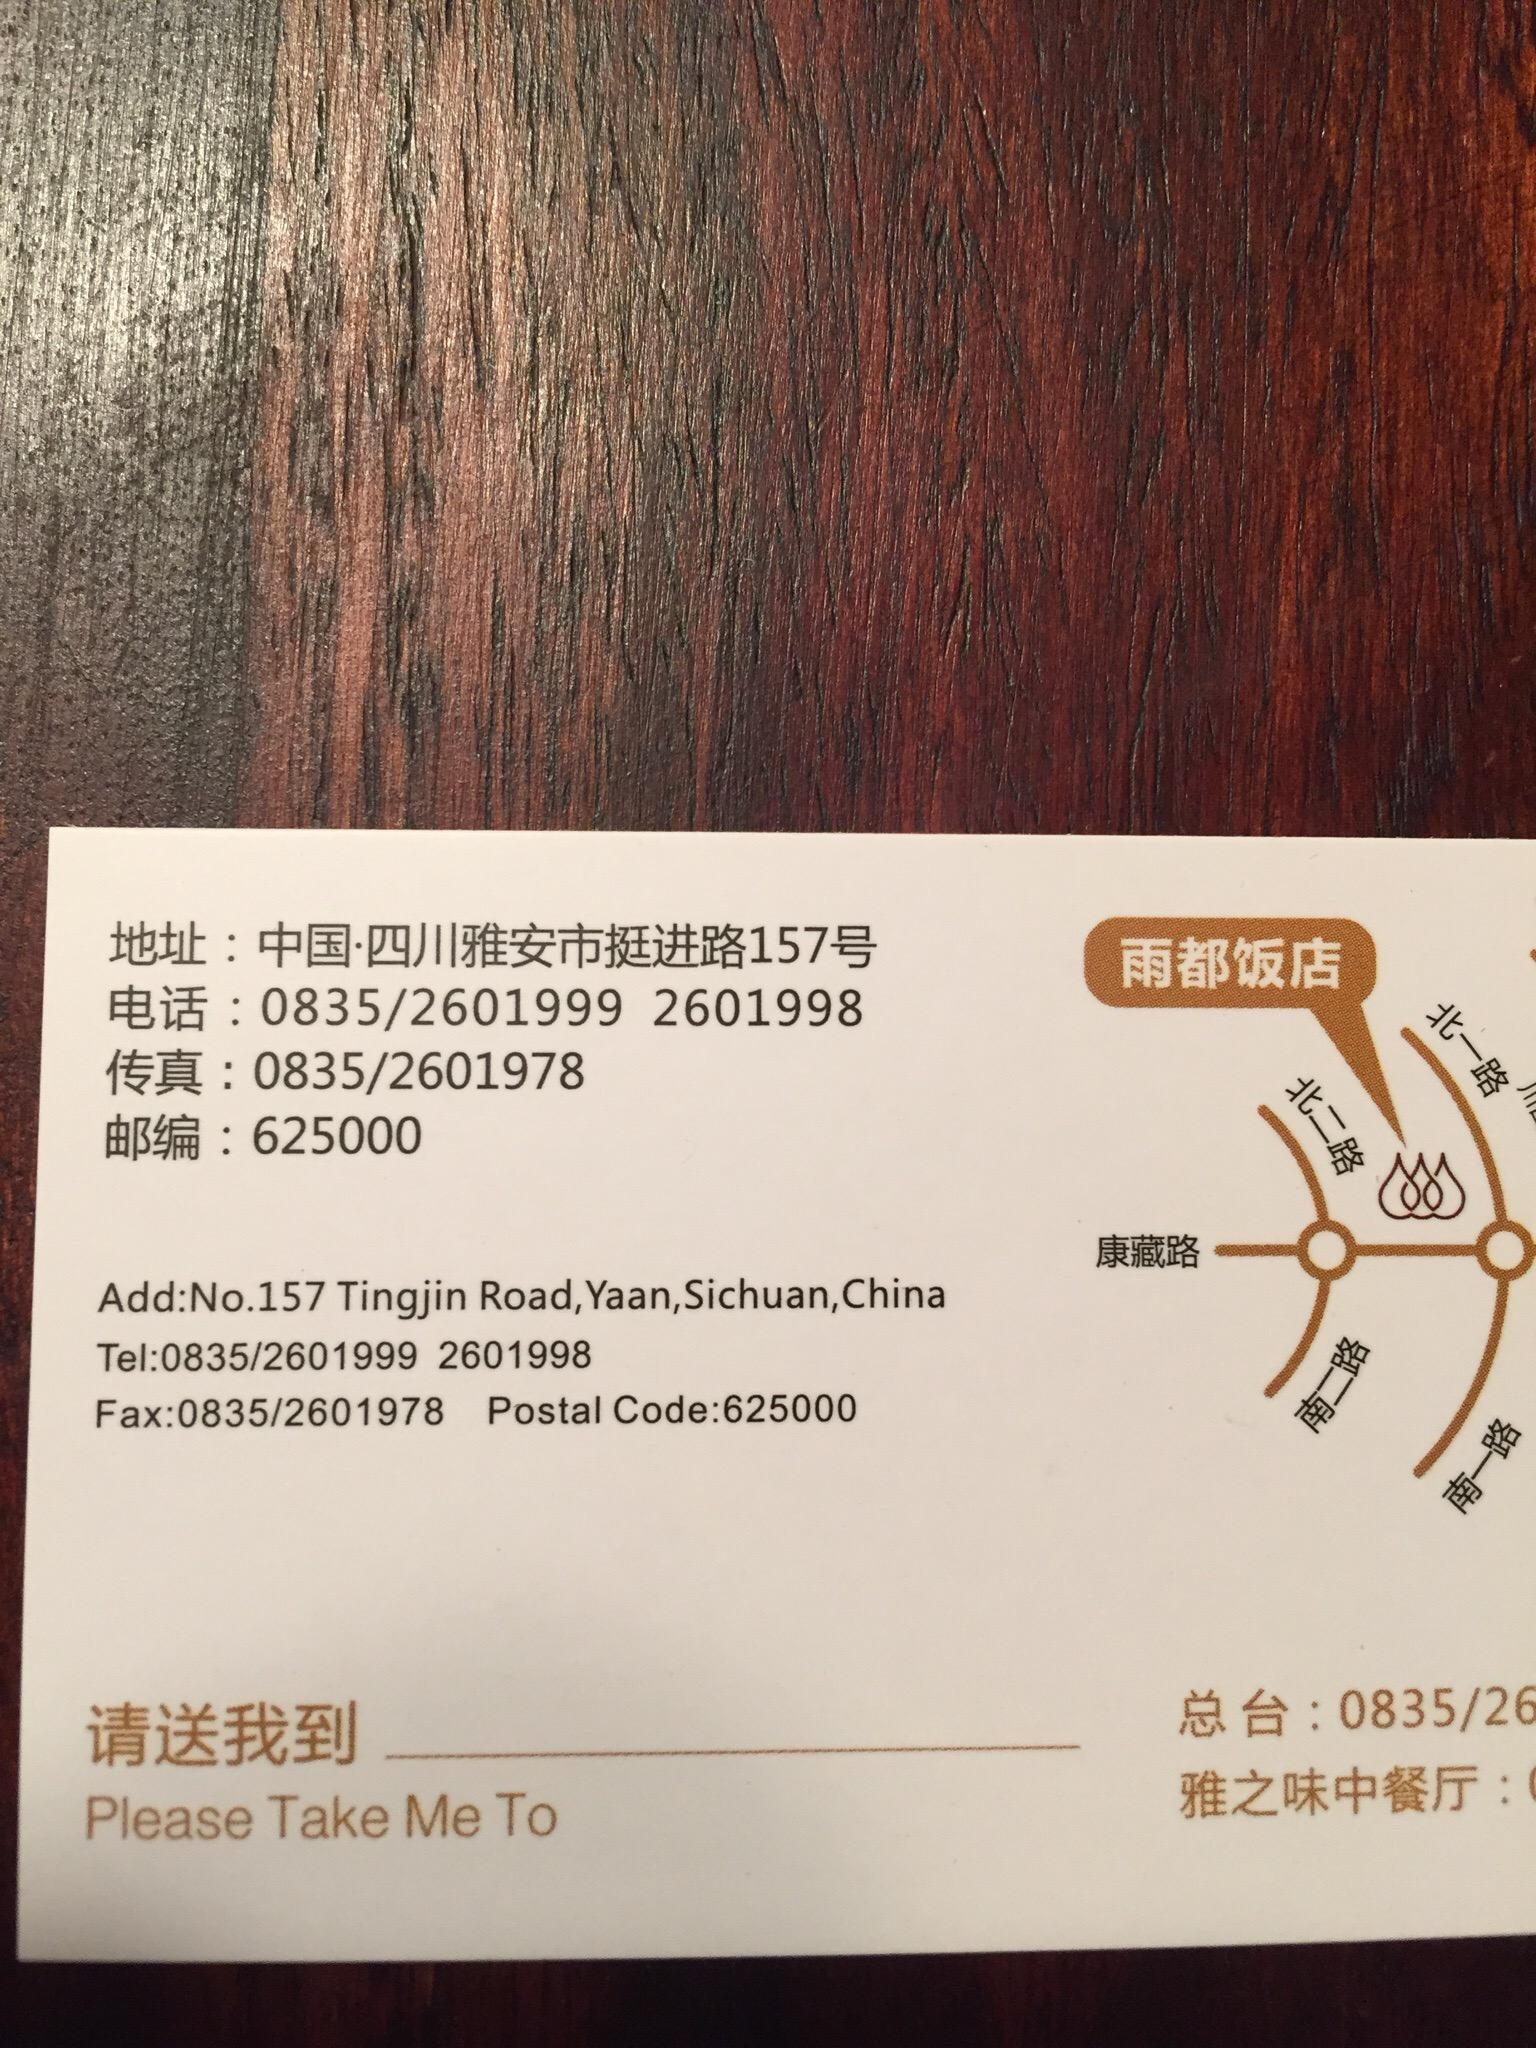 地址：中国·四川雅安市挺进路157号
电话：0835/2601999 2601998
传真：0835/2601978
邮编：625000
Add:No.157 Tingjin Road,Yaan,Sichuan,China
Tel:0835/2601999 2601998
Fax:0835/2601978 Postal Code:625000
雨都饭店
北一路
北二路
康藏路
南二路
南一路
请送我到
Please Take Me To
总台：0835/26
雅之味中餐厅：